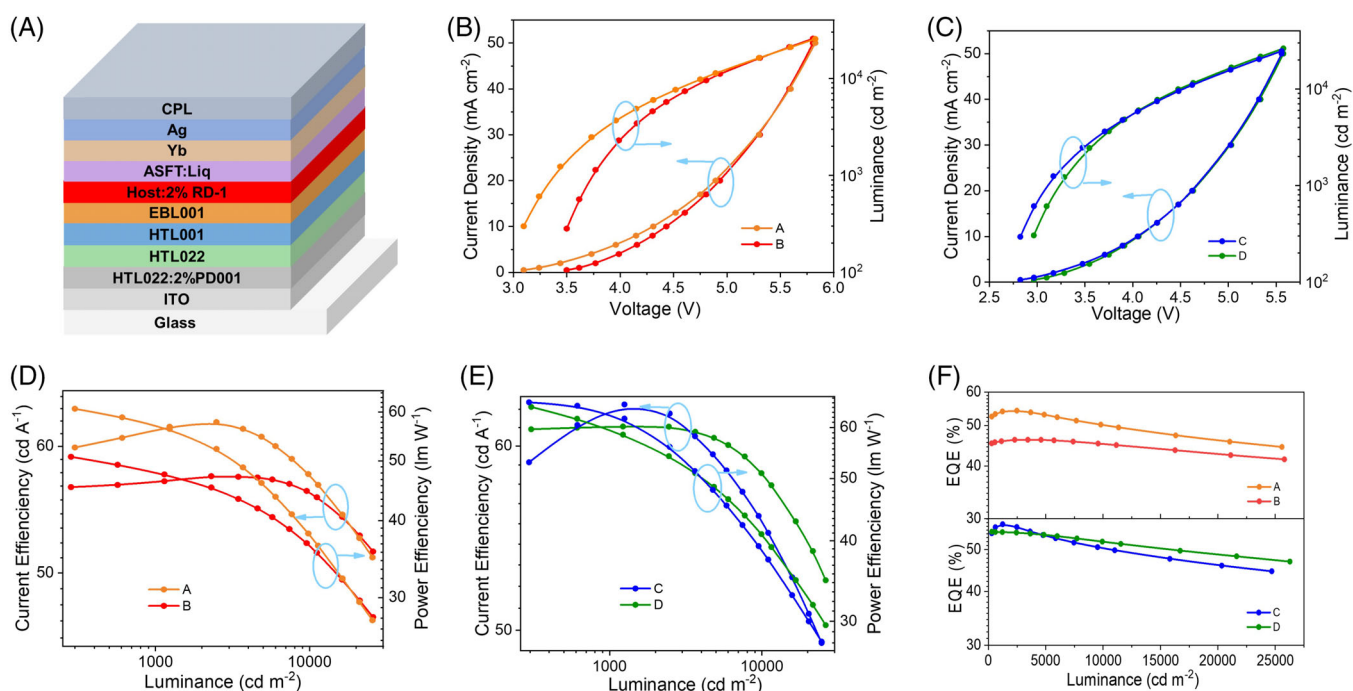 (A)
CPL
Ag
Yb
ASFT:Liq
Host:2% RD-1
EBL001
HTL001
HTL022
HTL022:2%PD001
ITO
Glass
(B)
Current Density (mA cm-2)
50
40
30
20
10
0
3.0 3.5 4.0 4.5 5.0 5.5 6.0
Voltage (V)
10^4
10^3
10^2
Luminance (cd m-2)
A
B
(C)
Current Density (mA cm-2)
50
40
30
20
10
0
2.5 3.0 3.5 4.0 4.5 5.0 5.5
Voltage (V)
10^4
10^3
10^2
Luminance (cd m-2)
C
D
(D)
Current Effiency (cd A-1)
60
50
1000 10000
Luminance (cd m-2)
60
50
40
30
Power Effienency (lm W-1)
A
B
(E)
Current Effienency (cd A-1)
60
50
1000 10000
Luminance (cd m-2)
60
50
40
30
Power Effienency (lm W-1)
C
D
(F)
EQE (%)
60
50
40
30
A
B
EQE (%)
50
40
30
C
D
0 5000 10000 15000 20000 25000
Luminance (cd m-2)